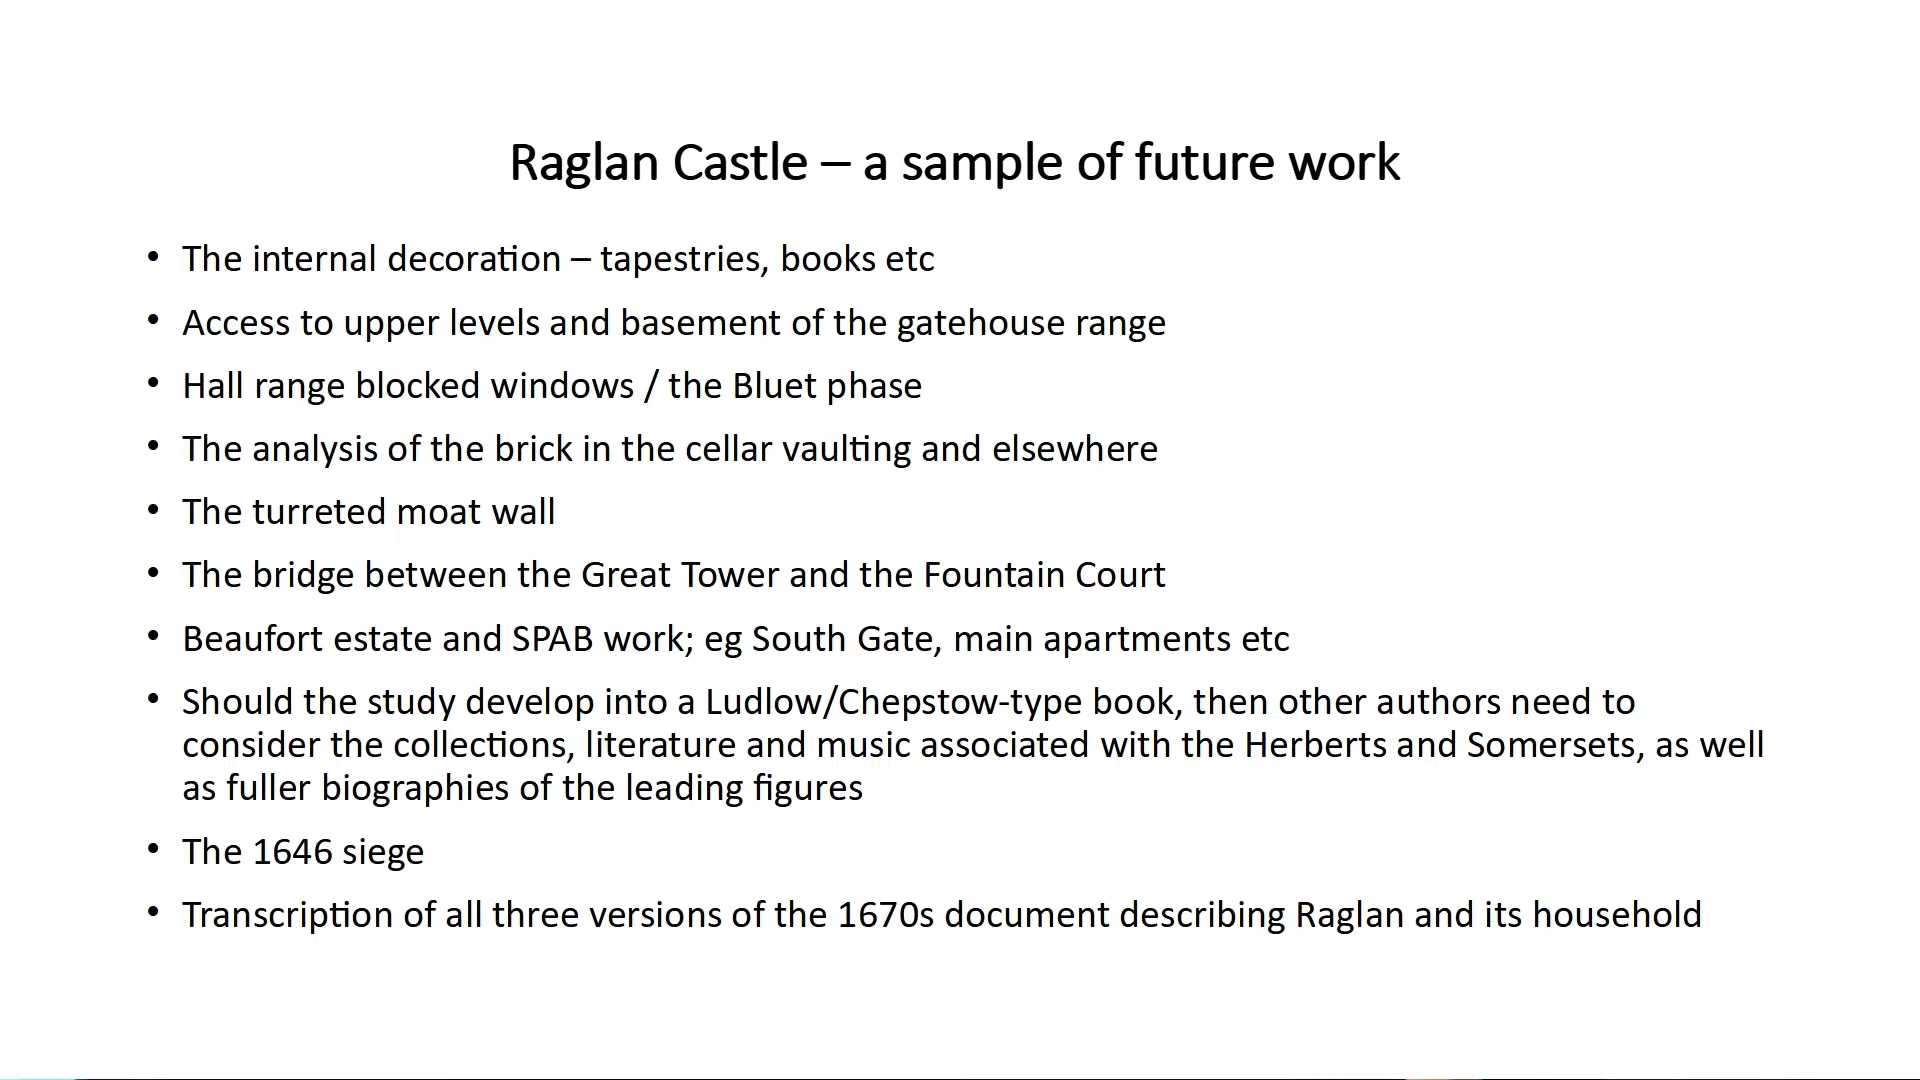 Raglan Castle – a sample of future work
• The internal decoration – tapestries, books etc
• Access to upper levels and basement of the gatehouse range
• Hall range blocked windows / the Bluet phase
• The analysis of the brick in the cellar vaulting and elsewhere
• The turreted moat wall
• The bridge between the Great Tower and the Fountain Court
• Beaufort estate and SPAB work; eg South Gate, main apartments etc
• Should the study develop into a Ludlow/Chepstow-type book, then other authors need to
consider the collections, literature and music associated with the Herberts and Somersets, as well
as fuller biographies of the leading figures
• The 1646 siege
• Transcription of all three versions of the 1670s document describing Raglan and its household